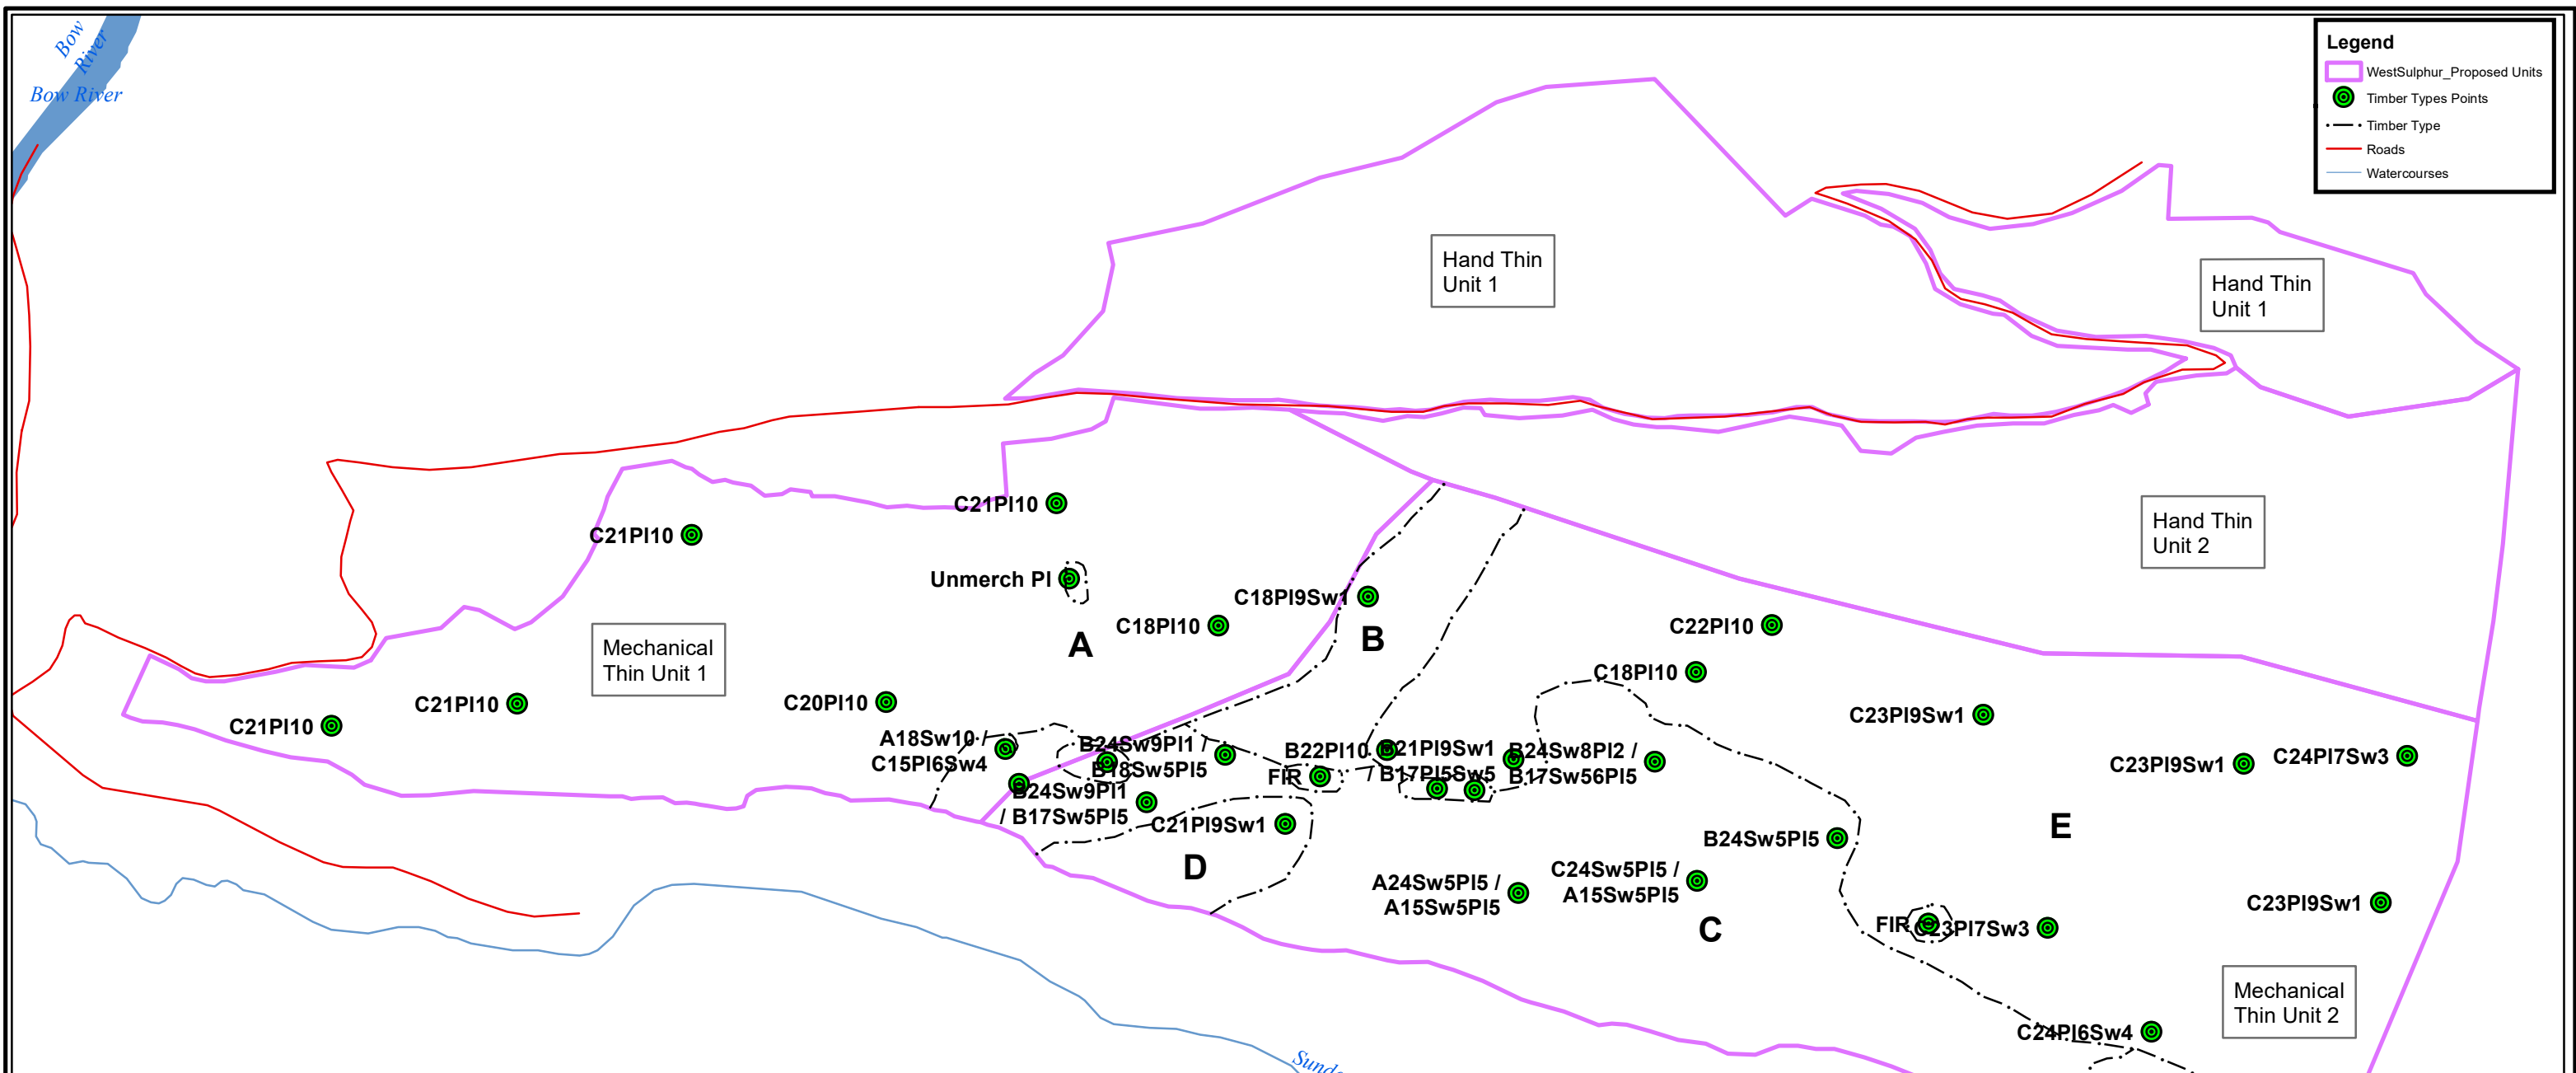 Bow
River
Bow River
Legend
WestSulphur_Proposed Units
Timber Types Points
Timber Type
Roads
Watercourses
Hand Thin
Unit 1
Hand Thin
Unit 1
Hand Thin
Unit 2
C21Pl10
C21Pl10
Unmerch Pl
C18Pl9Sw1
C18Pl10
A
B
C22Pl10
Mechanical
Thin Unit 1
C18Pl10
C21Pl10
C21Pl10
C20Pl10
C23Pl9Sw1
A18Sw10 /
C15Pl6Sw4
B24Sw9Pl1 /
B18Sw5Pl5
B22Pl10
FIR
B21Pl9Sw1
/ B17Pl5Sw5
B24Sw8Pl2 /
B17Sw56Pl5
C23Pl9Sw1
C24Pl7Sw3
B24Sw9Pl1
/ B17Sw5Pl5
C21Pl9Sw1
D
B24Sw5Pl5
E
A24Sw5Pl5 /
A15Sw5Pl5
C24Sw5Pl5 /
A15Sw5Pl5
C
C23Pl9Sw1
FIR
C23Pl7Sw3
Mechanical
Thin Unit 2
C24Pl6Sw4